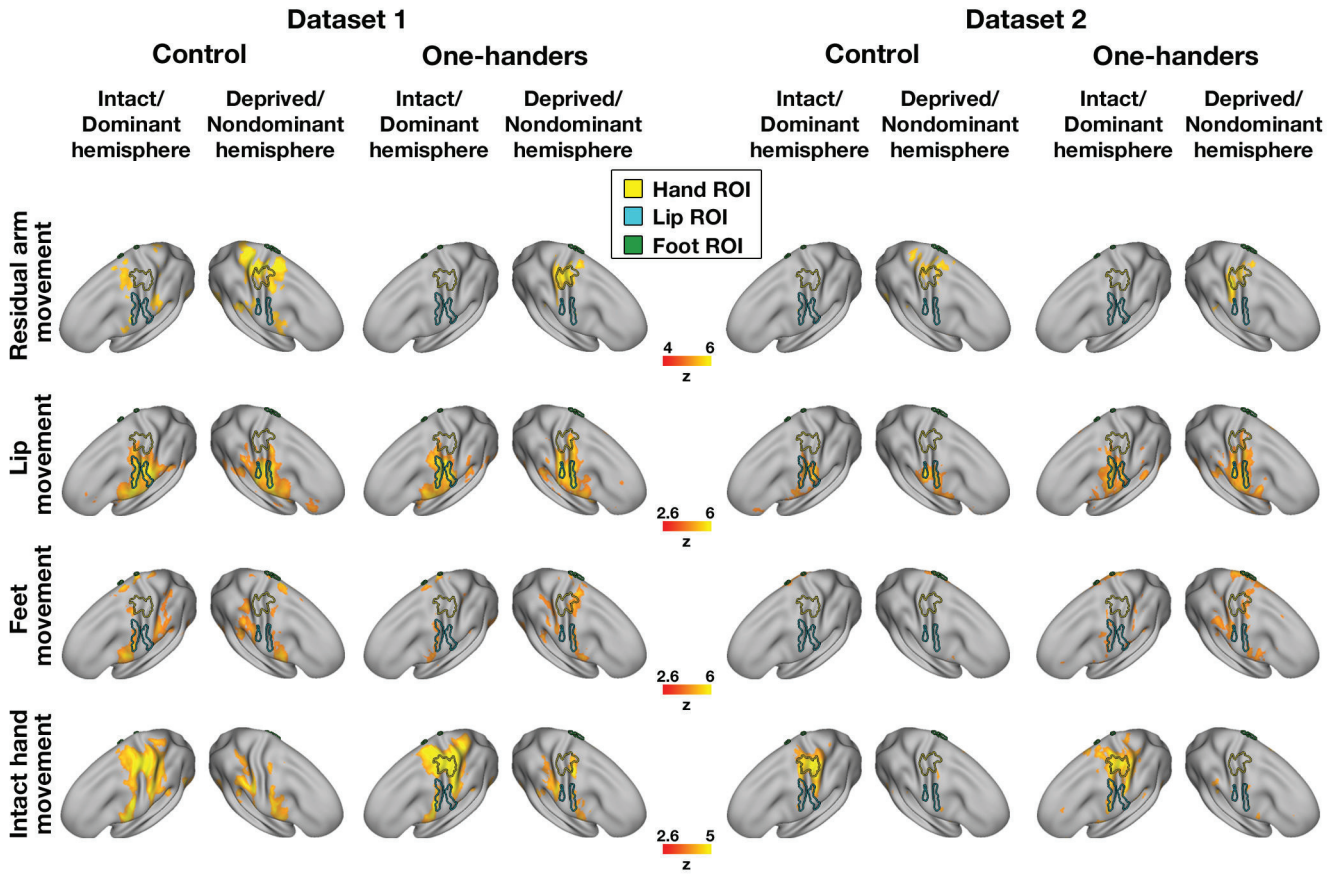 Dataset 1
Dataset 2
Control
One-handers
Control
One-handers
Intact/
Dominant
hemisphere
Deprived/
Nondominant
hemisphere
Intact/
Dominant
hemisphere
Deprived/
Nondominant
hemisphere
Intact/
Dominant
hemisphere
Deprived/
Nondominant
hemisphere
Intact/
Dominant
hemisphere
Deprived/
Nondominant
hemisphere
Hand ROI
Lip ROI
Foot ROI
Residual arm
movement
4 6
z
Lip
movement
2.6 6
z
Feet
movement
2.6 6
z
Intact hand
movement
2.6 5
z